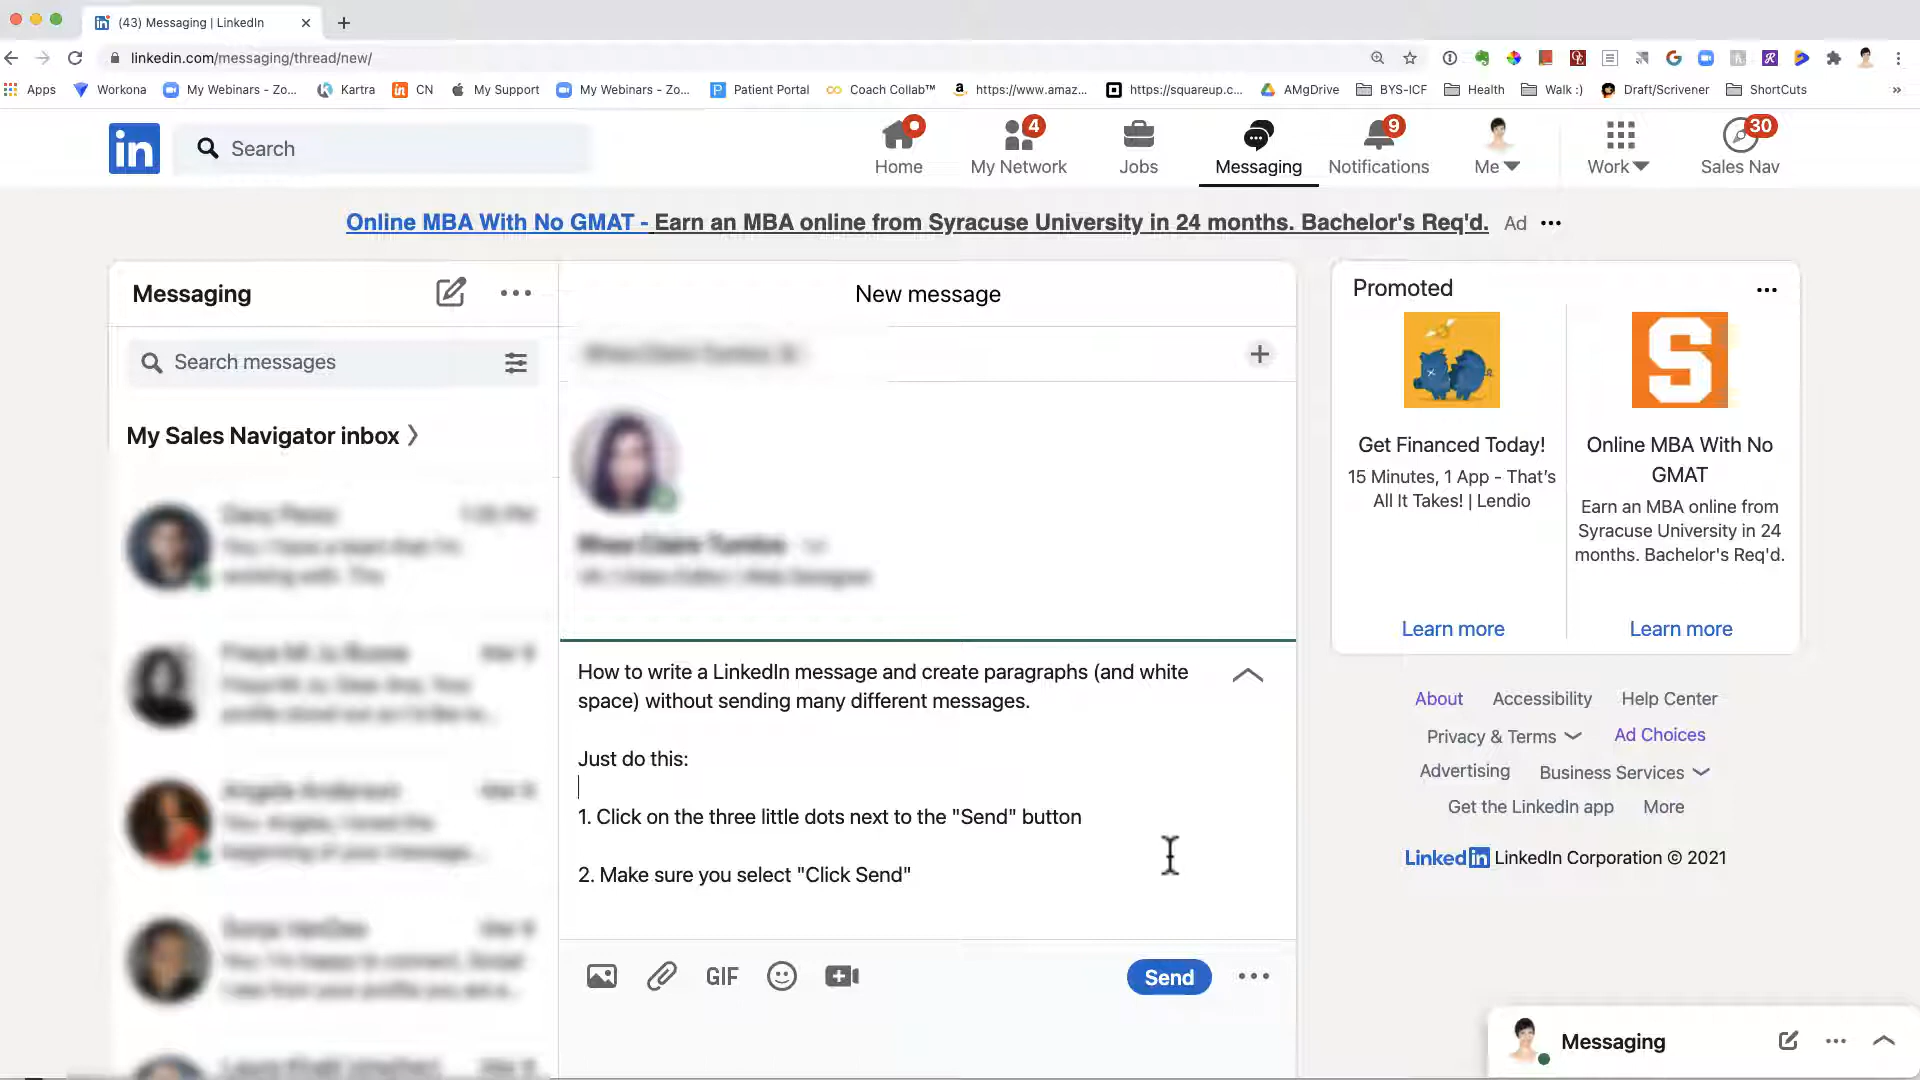 (43) Messaging | LinkedIn
linkedin.com/messaging/thread/new/
Apps Workona My Webinars - Zo... Kartra CN My Support My Webinars - Zo... Patient Portal Coach Collab™ https://www.amaz... https://squareup.c... AMgDrive BYS-ICF Health Walk :) Draft/Scrivener ShortCuts »
in Search
4 9 30
Home My Network Jobs Messaging Notifications Me Work Sales Nav
Online MBA With No GMAT - Earn an MBA online from Syracuse University in 24 months. Bachelor's Req'd. Ad
Messaging
Search messages
My Sales Navigator inbox
New message
How to write a LinkedIn message and create paragraphs (and white
space) without sending many different messages.
Just do this:
1. Click on the three little dots next to the "Send" button
2. Make sure you select "Click Send"
GIF
Send
Promoted
S
Get Financed Today!
15 Minutes, 1 App - That's
All It Takes! | Lendio
Learn more
Online MBA With No
GMAT
Earn an MBA online from
Syracuse University in 24
months. Bachelor's Req'd.
Learn more
About Accessibility Help Center
Privacy & Terms Ad Choices
Advertising Business Services
Get the LinkedIn app More
LinkedIn LinkedIn Corporation © 2021
Messaging